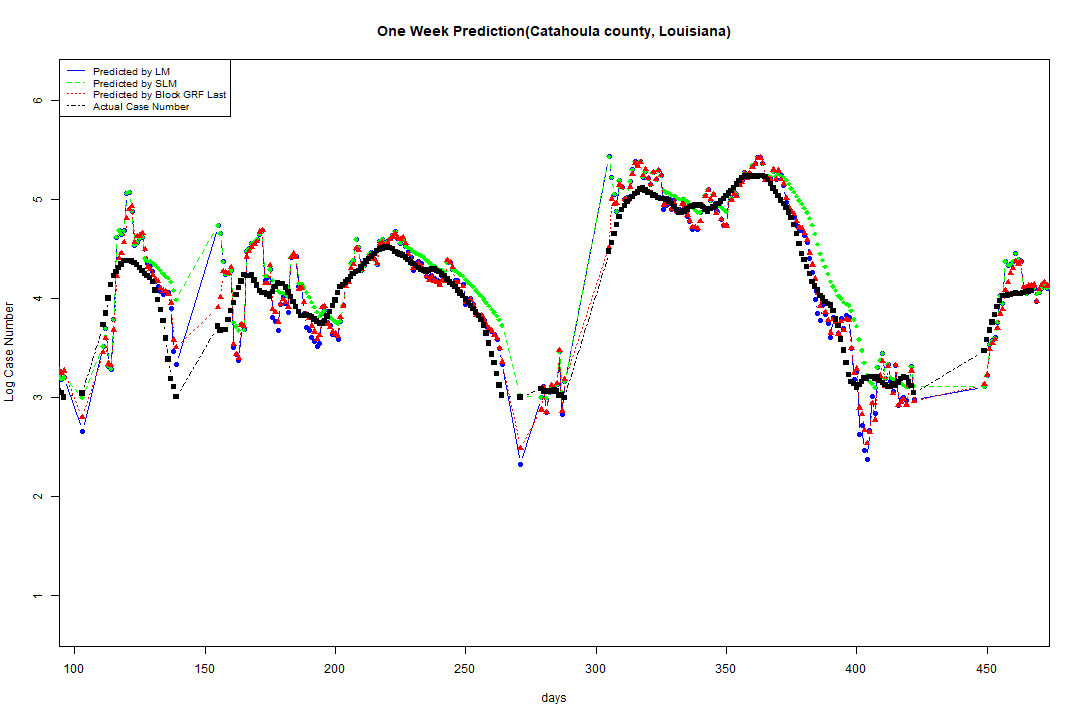 One Week Prediction(Catahoula county, Louisiana)
Predicted by LM
Predicted by SLM
Predicted by Block GRF Last
Actual Case Number
6
5
4
3
2
1
Log Case Number
100 150 200 250 300 350 400 450
days